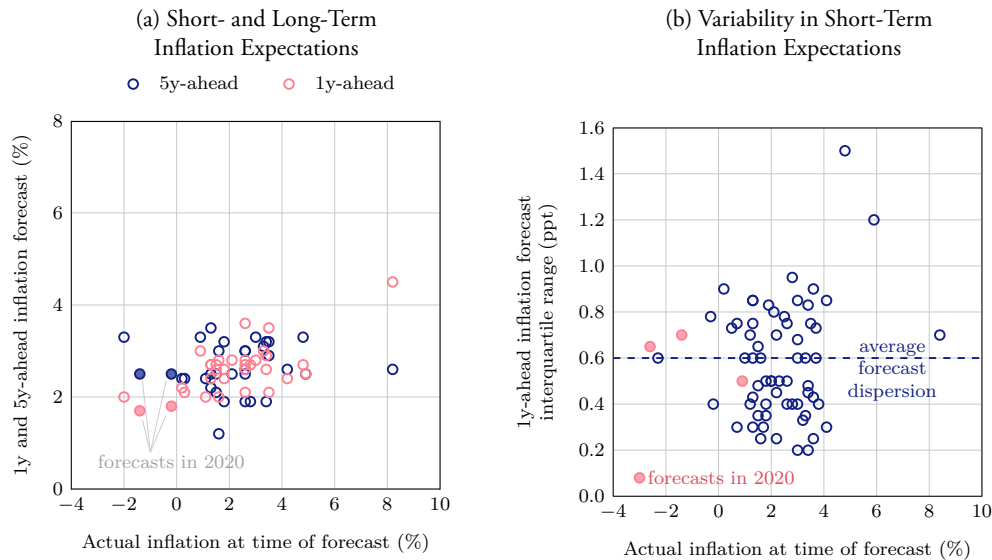 (a) Short- and Long-Term
Inflation Expectations
5y-ahead
1y-ahead
1y and 5y-ahead inflation forecast (%)
8
6
4
2
0
forecasts in 2020
−4
−2
0
2
4
6
8
10
Actual inflation at time of forecast (%)
(b) Variability in Short-Term
Inflation Expectations
1y-ahead inflation forecast
interquartile range (ppt)
1.6
1.4
1.2
1.0
0.8
0.6
0.4
0.2
0.0
average
forecast
dispersion
forecasts in 2020
−4
−2
0
2
4
6
8
10
Actual inflation at time of forecast (%)